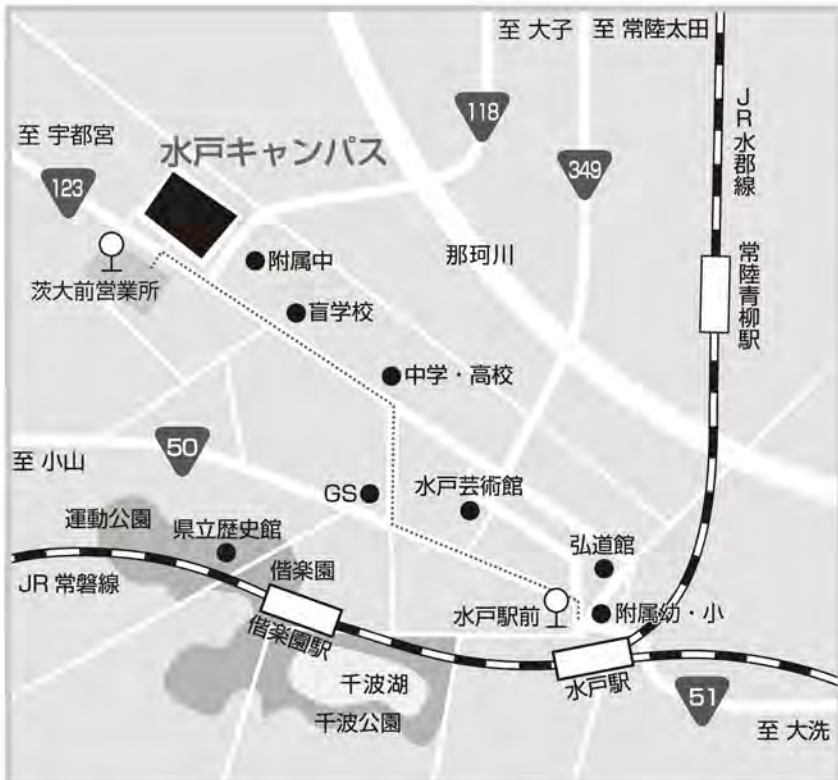 至 大子
至 常陸太田
118
至 宇都宮
水戸キャンパス
123
349
JR水郡線
那珂川
附属中
茨大前営業所
常陸青柳駅
盲学校
中学・高校
50
至 小山
GS
水戸芸術館
運動公園
県立歴史館
弘道館
JR 常磐線
偕楽園
水戸駅前
附属幼・小
偕楽園駅
千波湖
水戸駅
51
千波公園
至 大洗